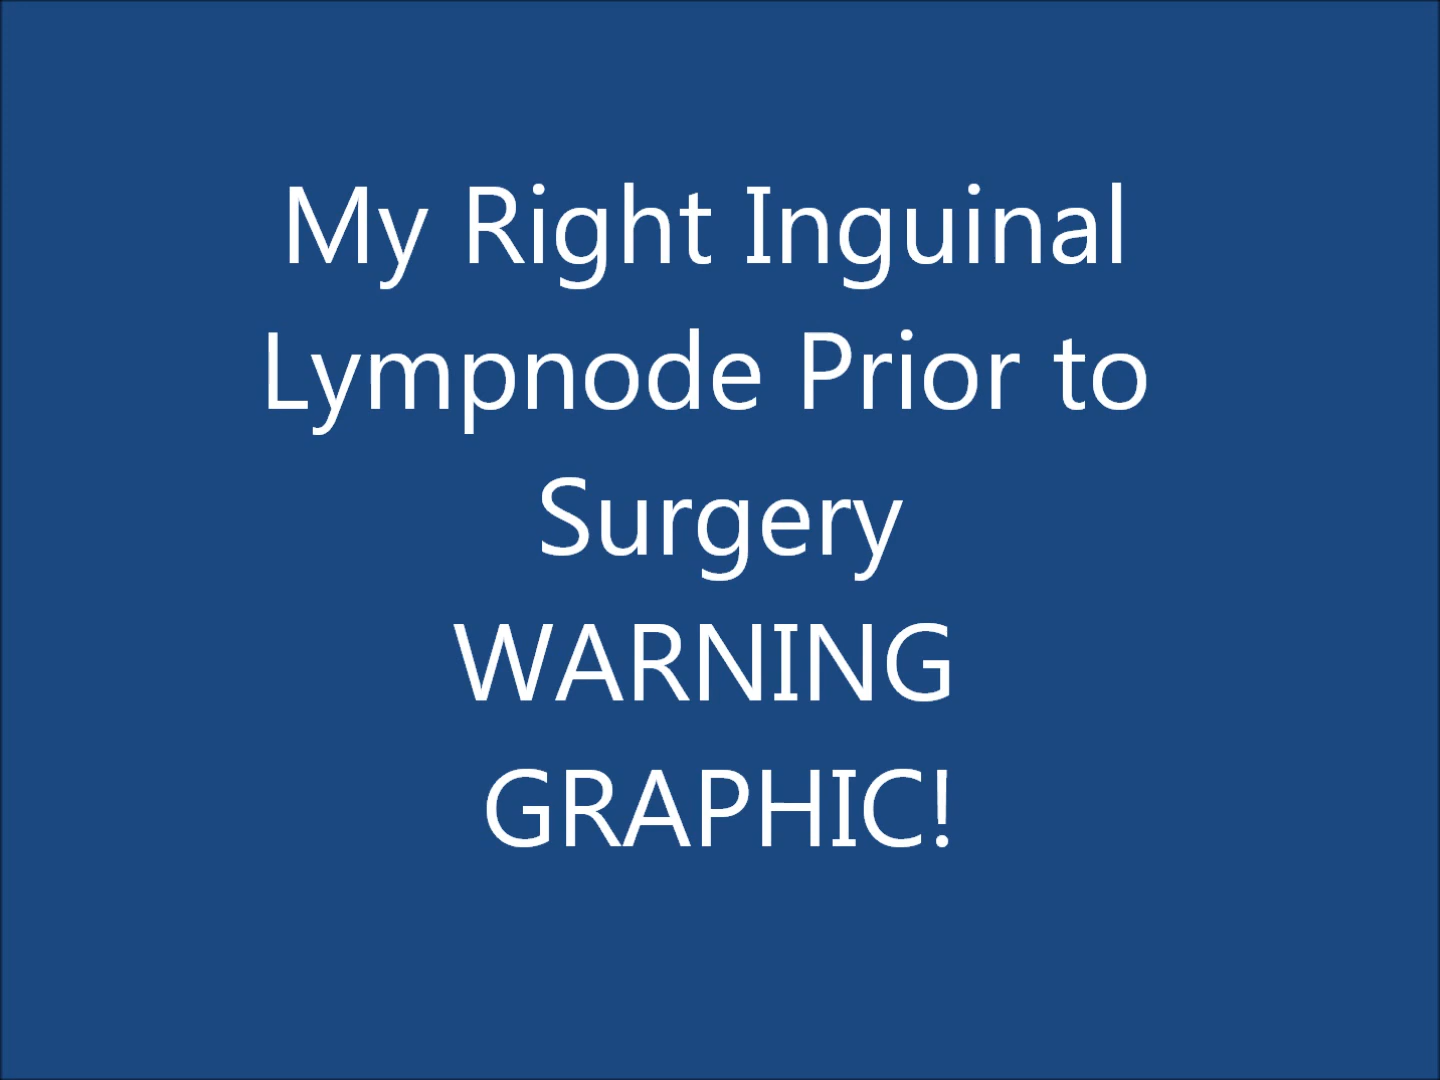 My Right Inguinal
Lympnode Prior to
Surgery
WARNING
GRAPHIC!